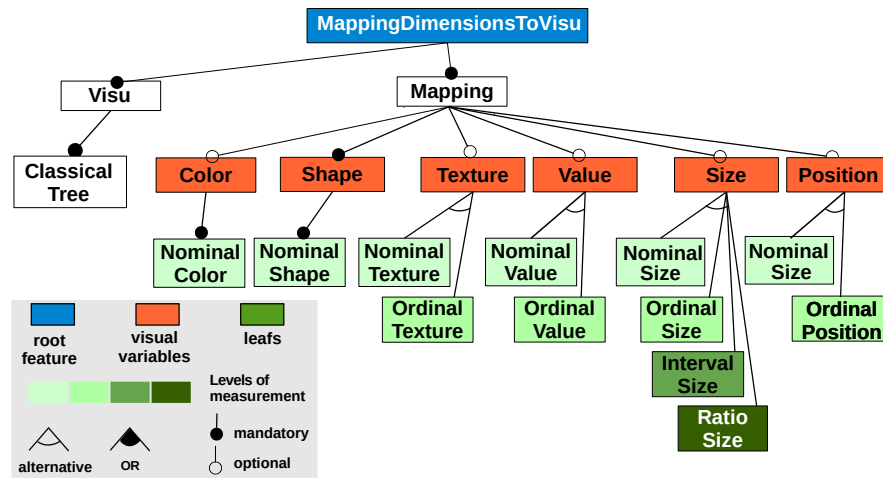 MappingDimensionsToVisu
Visu
Mapping
Classical
Tree
Color
Shape
Texture
Value
Size
Position
Nominal
Color
Nominal
Shape
Nominal
Texture
Nominal
Value
Nominal
Size
Nominal
Size
Ordinal
Texture
Ordinal
Value
Ordinal
Size
Ordinal
Position
Interval
Size
Ratio
Size
root
feature
visual
variables
leafs
Levels of
measurement
mandatory
optional
alternative
OR